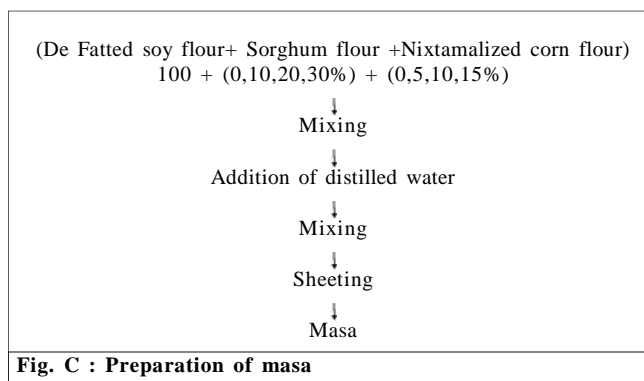 (De Fatted soy flour+ Sorghum flour +Nixtamalized corn flour)
100 + (0,10,20,30%) + (0,5,10,15%)
Mixing
Addition of distilled water
Mixing
Sheeting
Masa
Fig. C : Preparation of masa